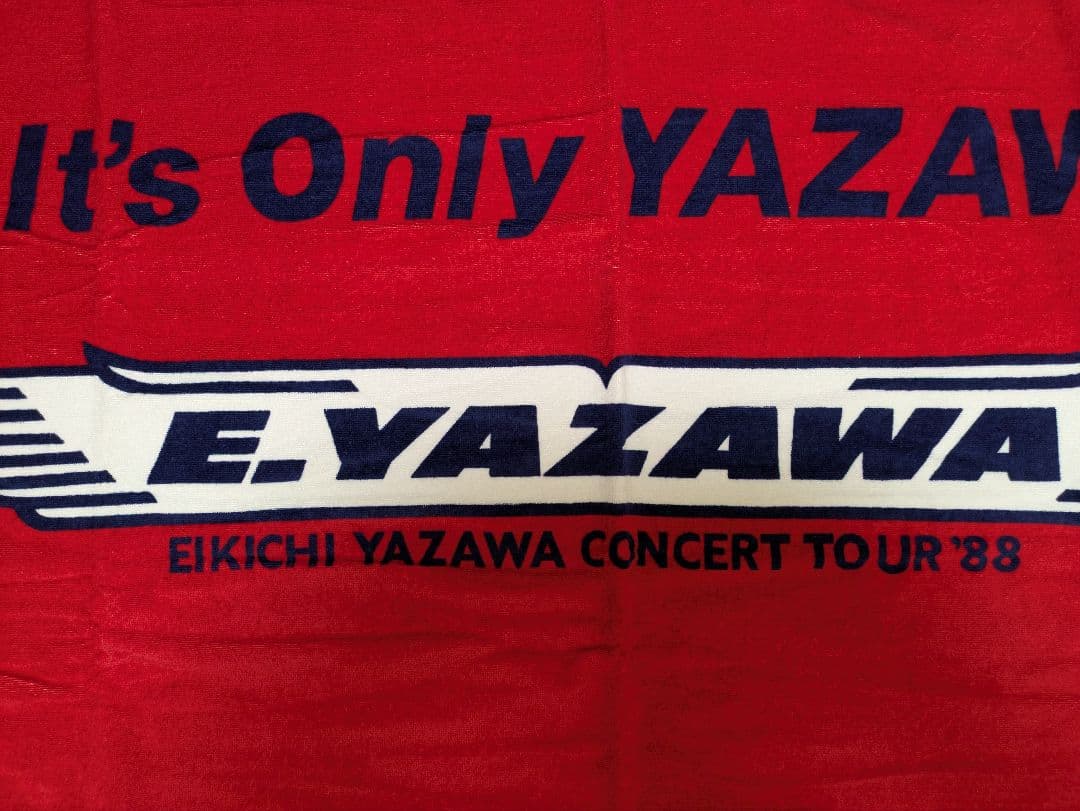 It's Only YAZAW
E.YAZAWA
EIKICHI YAZAWA CONCERT TOUR '88